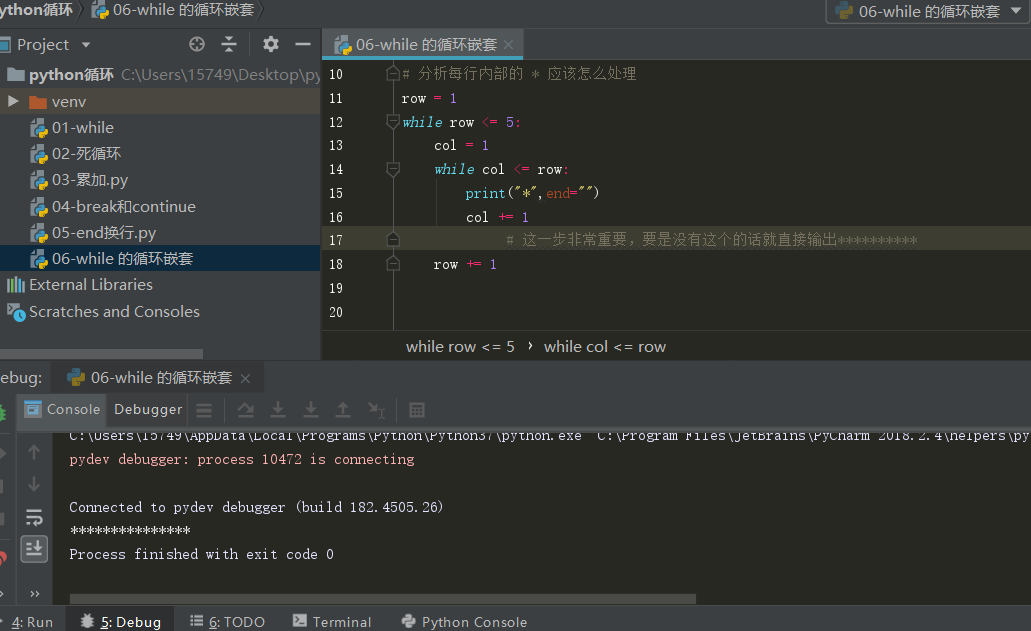 ython循环 〉 06-while 的循环嵌套 〉
06-while 的循环嵌套
Project
06-while 的循环嵌套 ×
python循环 C:\Users\15749\Desktop\py
venv
01-while
02-死循环
03-累加.py
04-break和continue
05-end换行.py
06-while 的循环嵌套
External Libraries
Scratches and Consoles
10 # 分析每行内部的 * 应该怎么处理
11 row = 1
12 while row <= 5:
13 col = 1
14 while col <= row:
15 print("*",end="")
16 col += 1
17 # 这一步非常重要，要是没有这个的话就直接输出**********
18 row += 1
19
20
while row <= 5 › while col <= row
ebug: 06-while 的循环嵌套 ×
Console Debugger
C:\Users\15749\AppData\Local\Programs\Python\Python37\python.exe "C:\Program Files\JetBrains\PyCharm 2018.2.4\helpers\py
pydev debugger: process 10472 is connecting
Connected to pydev debugger (build 182.4505.26)
***************
Process finished with exit code 0
4: Run 5: Debug 6: TODO Terminal Python Console